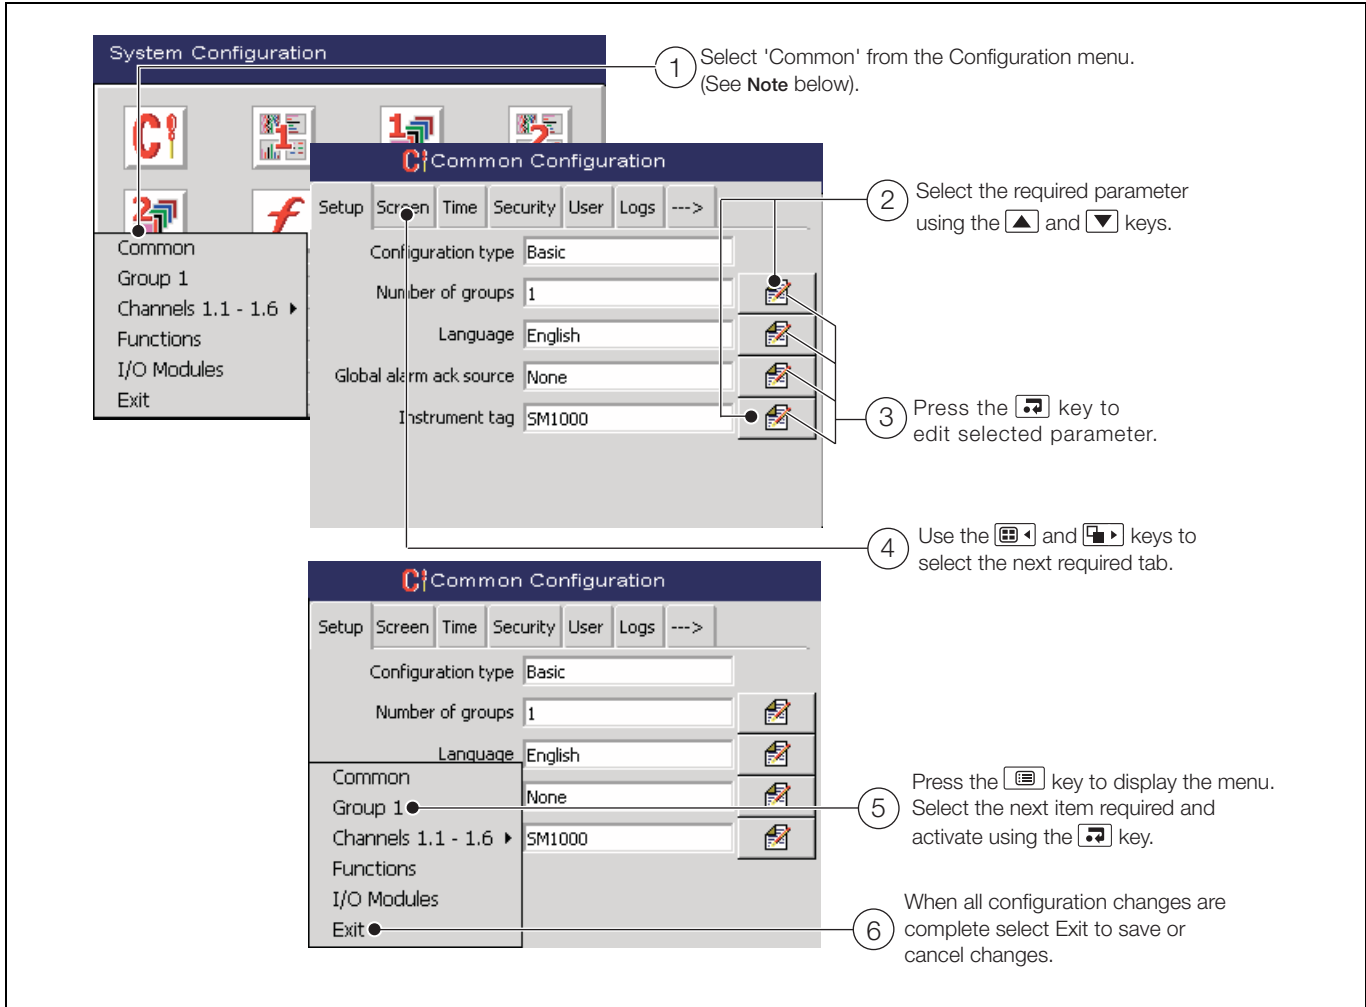 System Configuration
1 Select 'Common' from the Configuration menu.
(See Note below).
Common
Group 1
Channels 1.1 - 1.6
Functions
I/O Modules
Exit
Common Configuration
Setup Screen Time Security User Logs --->
Configuration type Basic
Number of groups 1
Language English
Global alarm ack source None
Instrument tag SM1000
2 Select the required parameter
using the ▲ and ▼ keys.
3 Press the key to
edit selected parameter.
4 Use the and keys to
select the next required tab.
Common Configuration
Setup Screen Time Security User Logs --->
Configuration type Basic
Number of groups 1
Language English
None
SM1000
Common
Group 1
Channels 1.1 - 1.6
Functions
I/O Modules
Exit
5 Press the key to display the menu.
Select the next item required and
activate using the key.
6 When all configuration changes are
complete select Exit to save or
cancel changes.